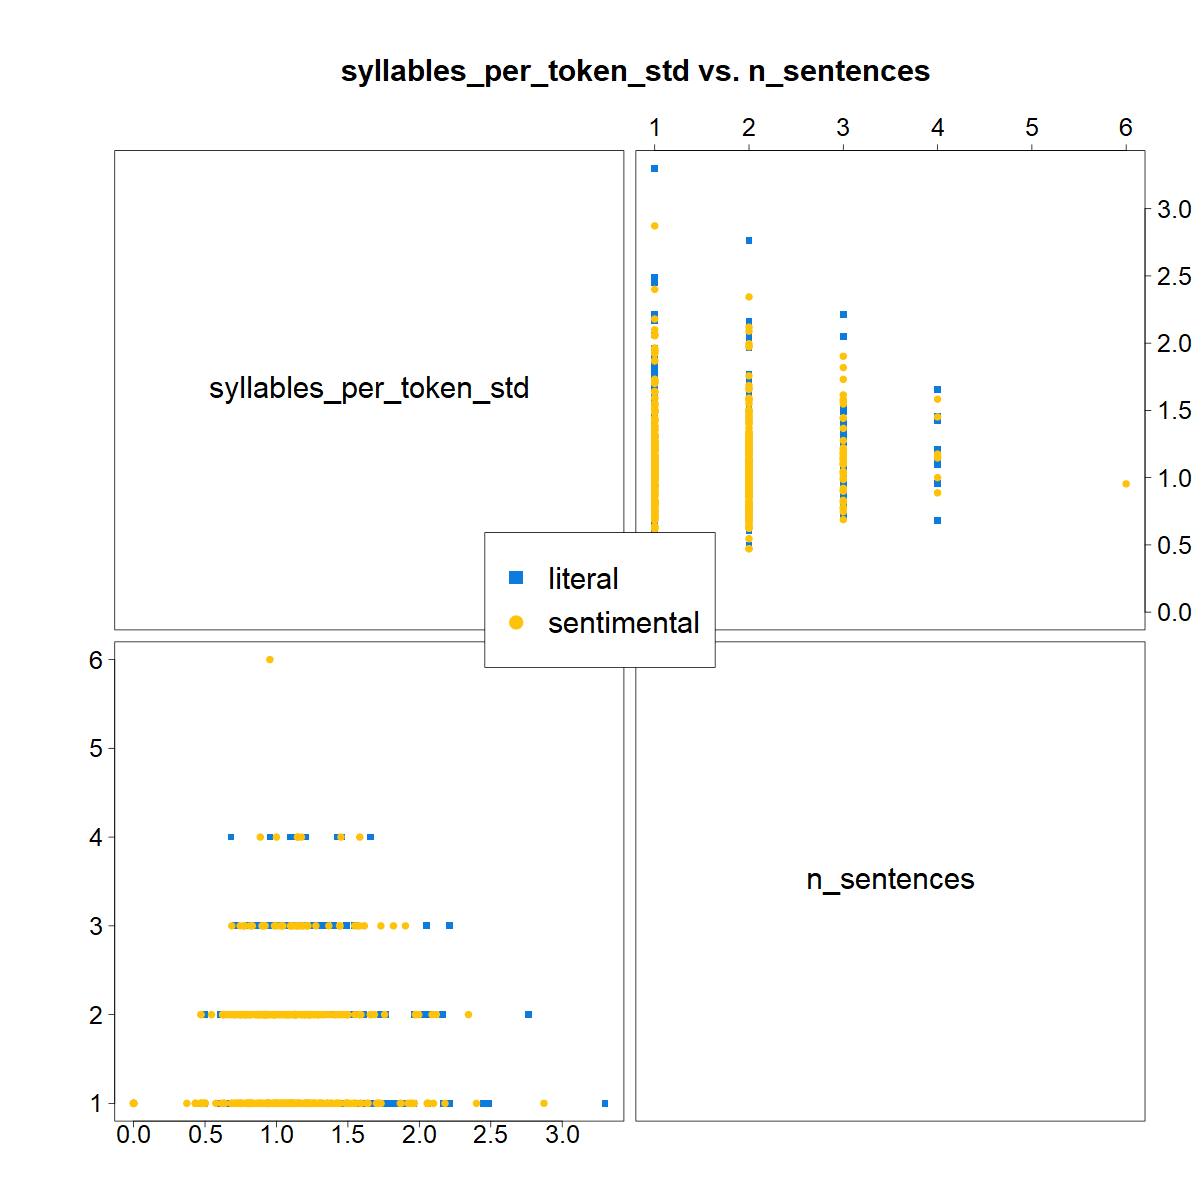 syllables_per_token_std vs. n_sentences
1 2 3 4 5 6
syllables_per_token_std
3.0
2.5
2.0
1.5
1.0
0.5
0.0
literal
sentimental
6
5
4
3
2
1
n_sentences
0.0 0.5 1.0 1.5 2.0 2.5 3.0